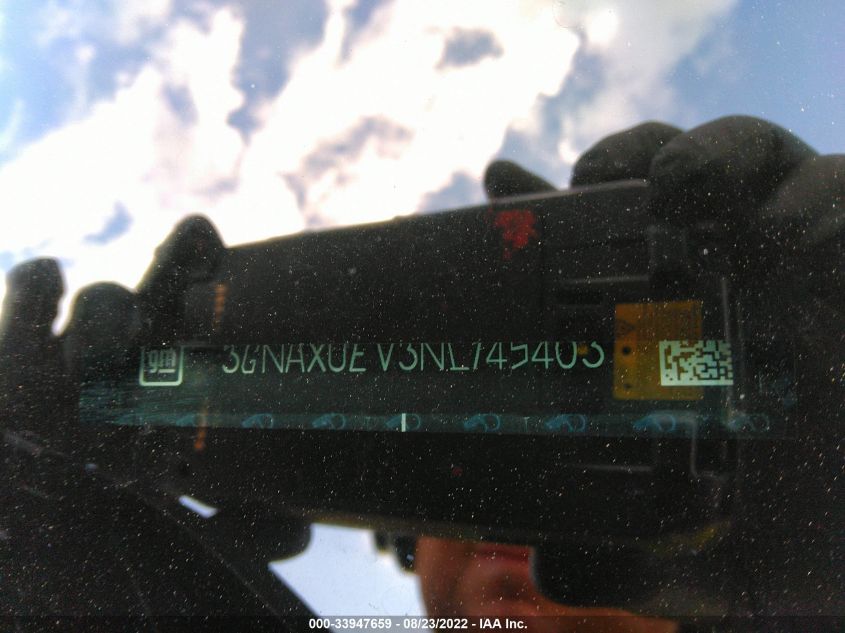 gm 3GNAXUEV3NL745403
000-33947659 - 08/23/2022 - IAA Inc.